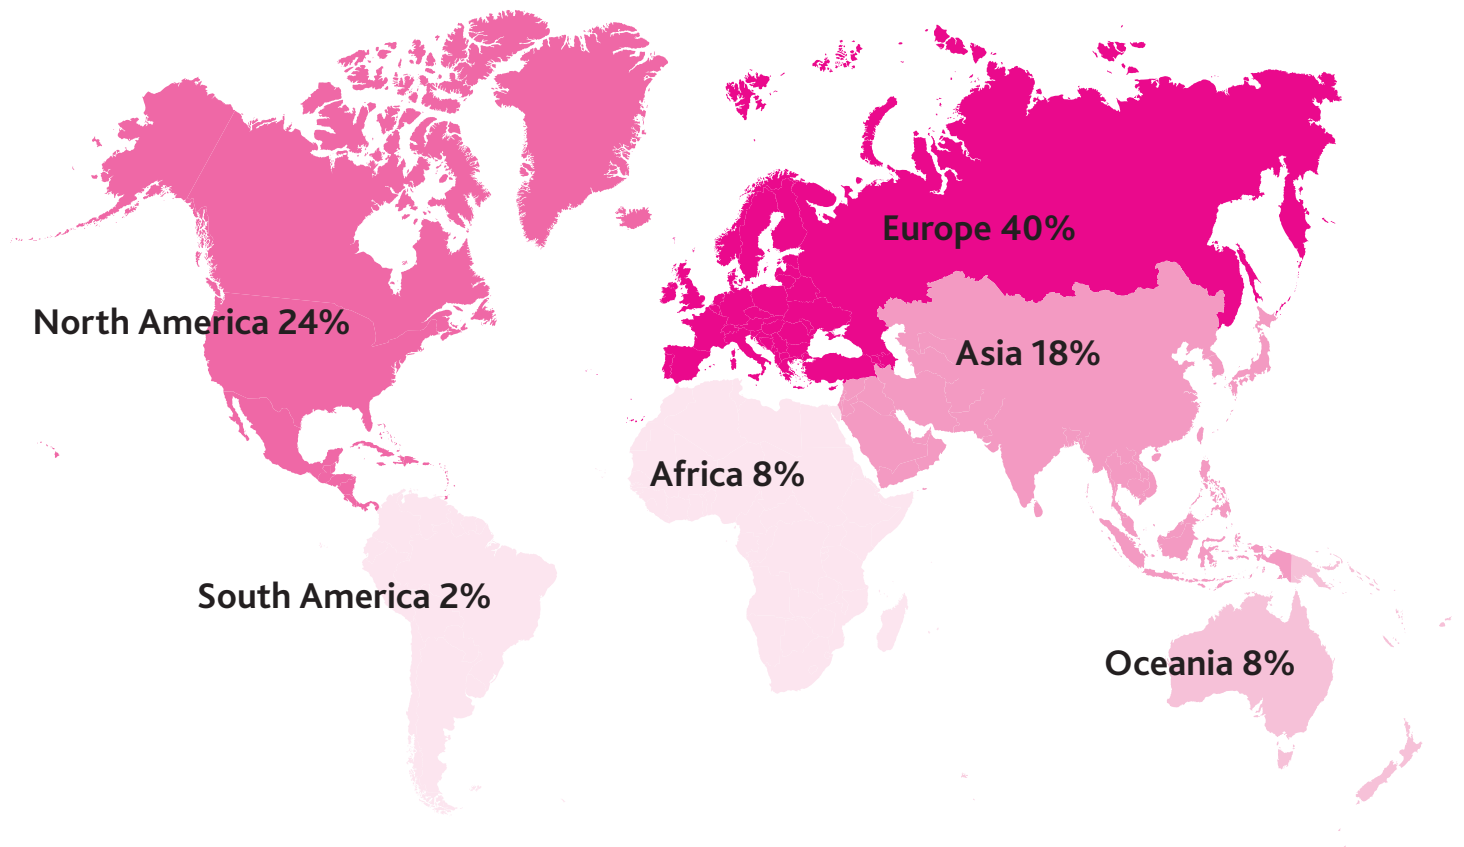 Europe 40%
North America 24%
Asia 18%
Africa 8%
South America 2%
Oceania 8%